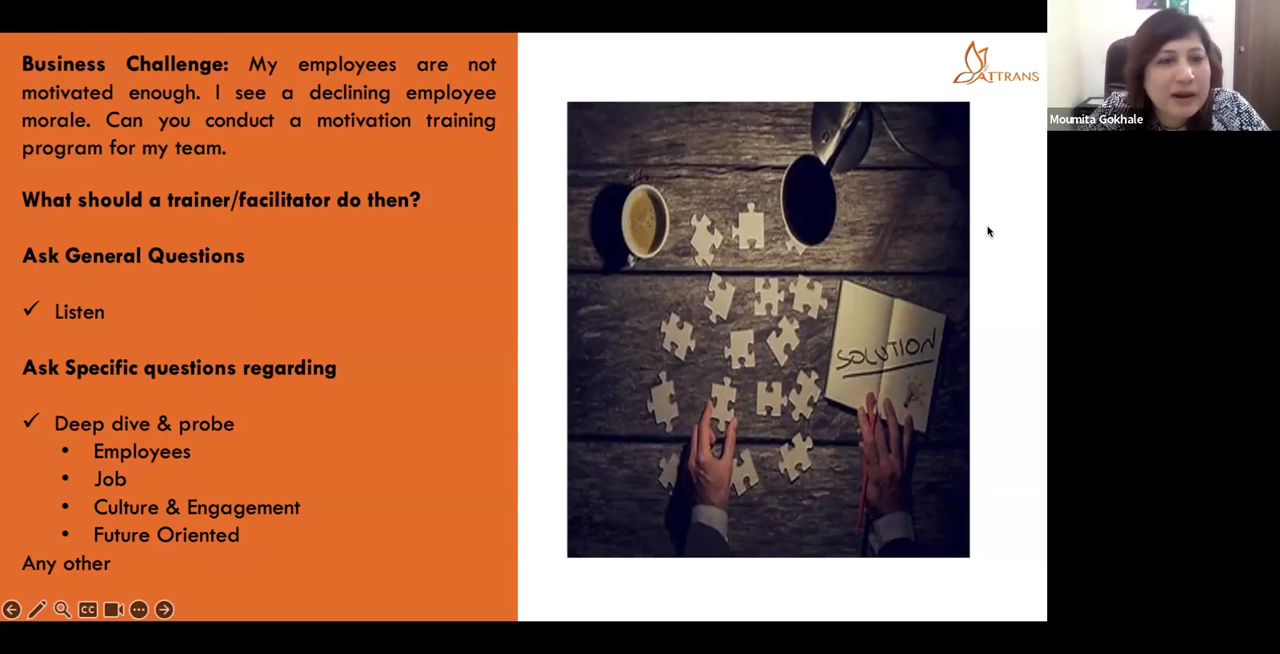 Business Challenge: My employees are not
motivated enough. I see a declining employee
morale. Can you conduct a motivation training
program for my team.
What should a trainer/facilitator do then?
Ask General Questions
✓ Listen
Ask Specific questions regarding
✓ Deep dive & probe
• Employees
• Job
• Culture & Engagement
• Future Oriented
Any other
CC
ATTRANS
SOLUTION
Moumita Gokhale